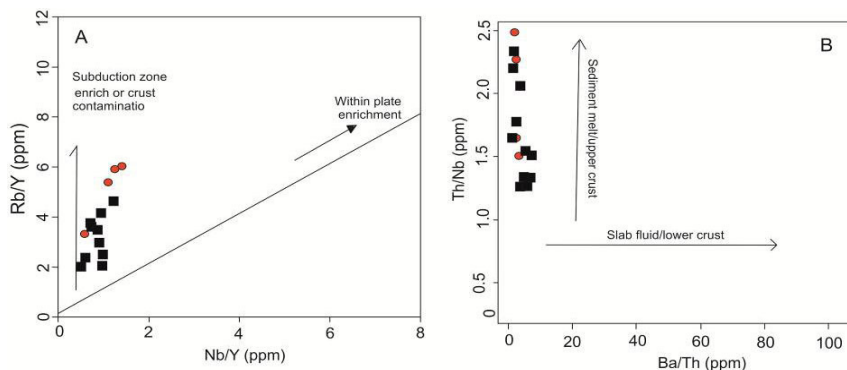 A
12
10
8
6
4
2
0
Rb/Y (ppm)
Subduction zone
enrich or crust
contaminatio
Within plate
enrichment
0 2 4 6 8
Nb/Y (ppm)
B
2.5
2.0
1.5
1.0
0.5
0
Th/Nb (ppm)
Sediment melt/upper crust
Slab fluid/lower crust
0 20 40 60 80 100
Ba/Th (ppm)